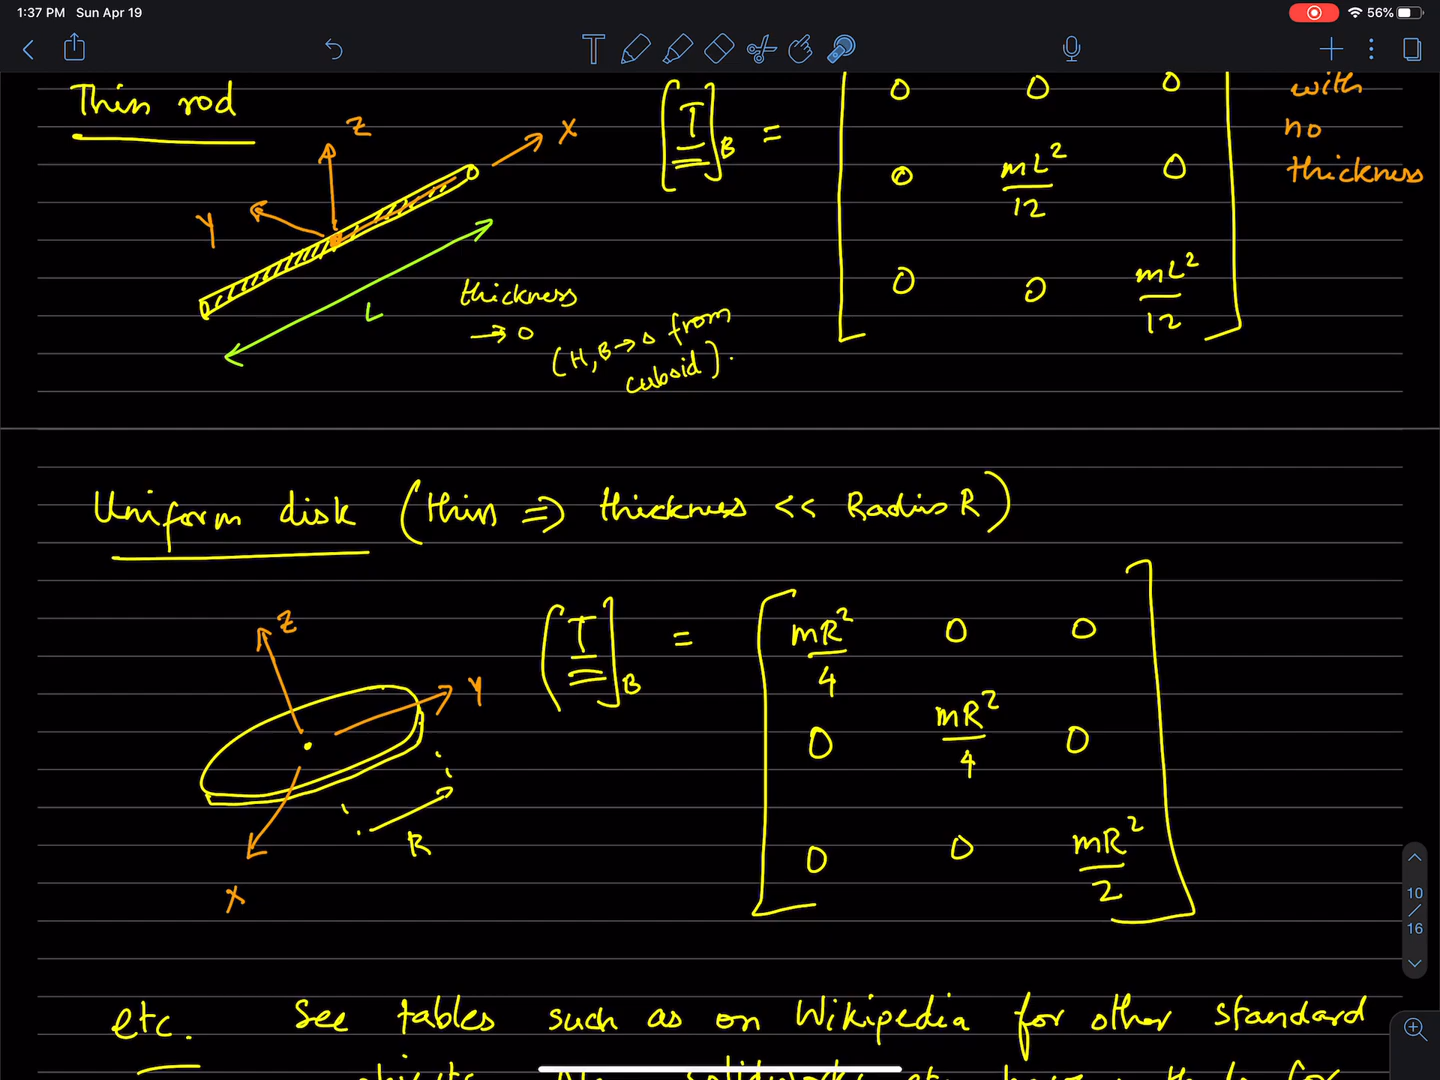 1:37 PM Sun Apr 19
56%
Thin rod
Z
X
Y
L
thickness
→ 0
(H, B → 0 from
cuboid).
[I]B =
0 0 0
0 mL²/12 0
0 0 mL²/12
with
no
thickness
Uniform disk (thin ⇒ thickness << Radius R)
Z
Y
X
R
[I]B =
mR²/4 0 0
0 mR²/4 0
0 0 mR²/2
10
/
16
etc. See tables such as on Wikipedia for other standard